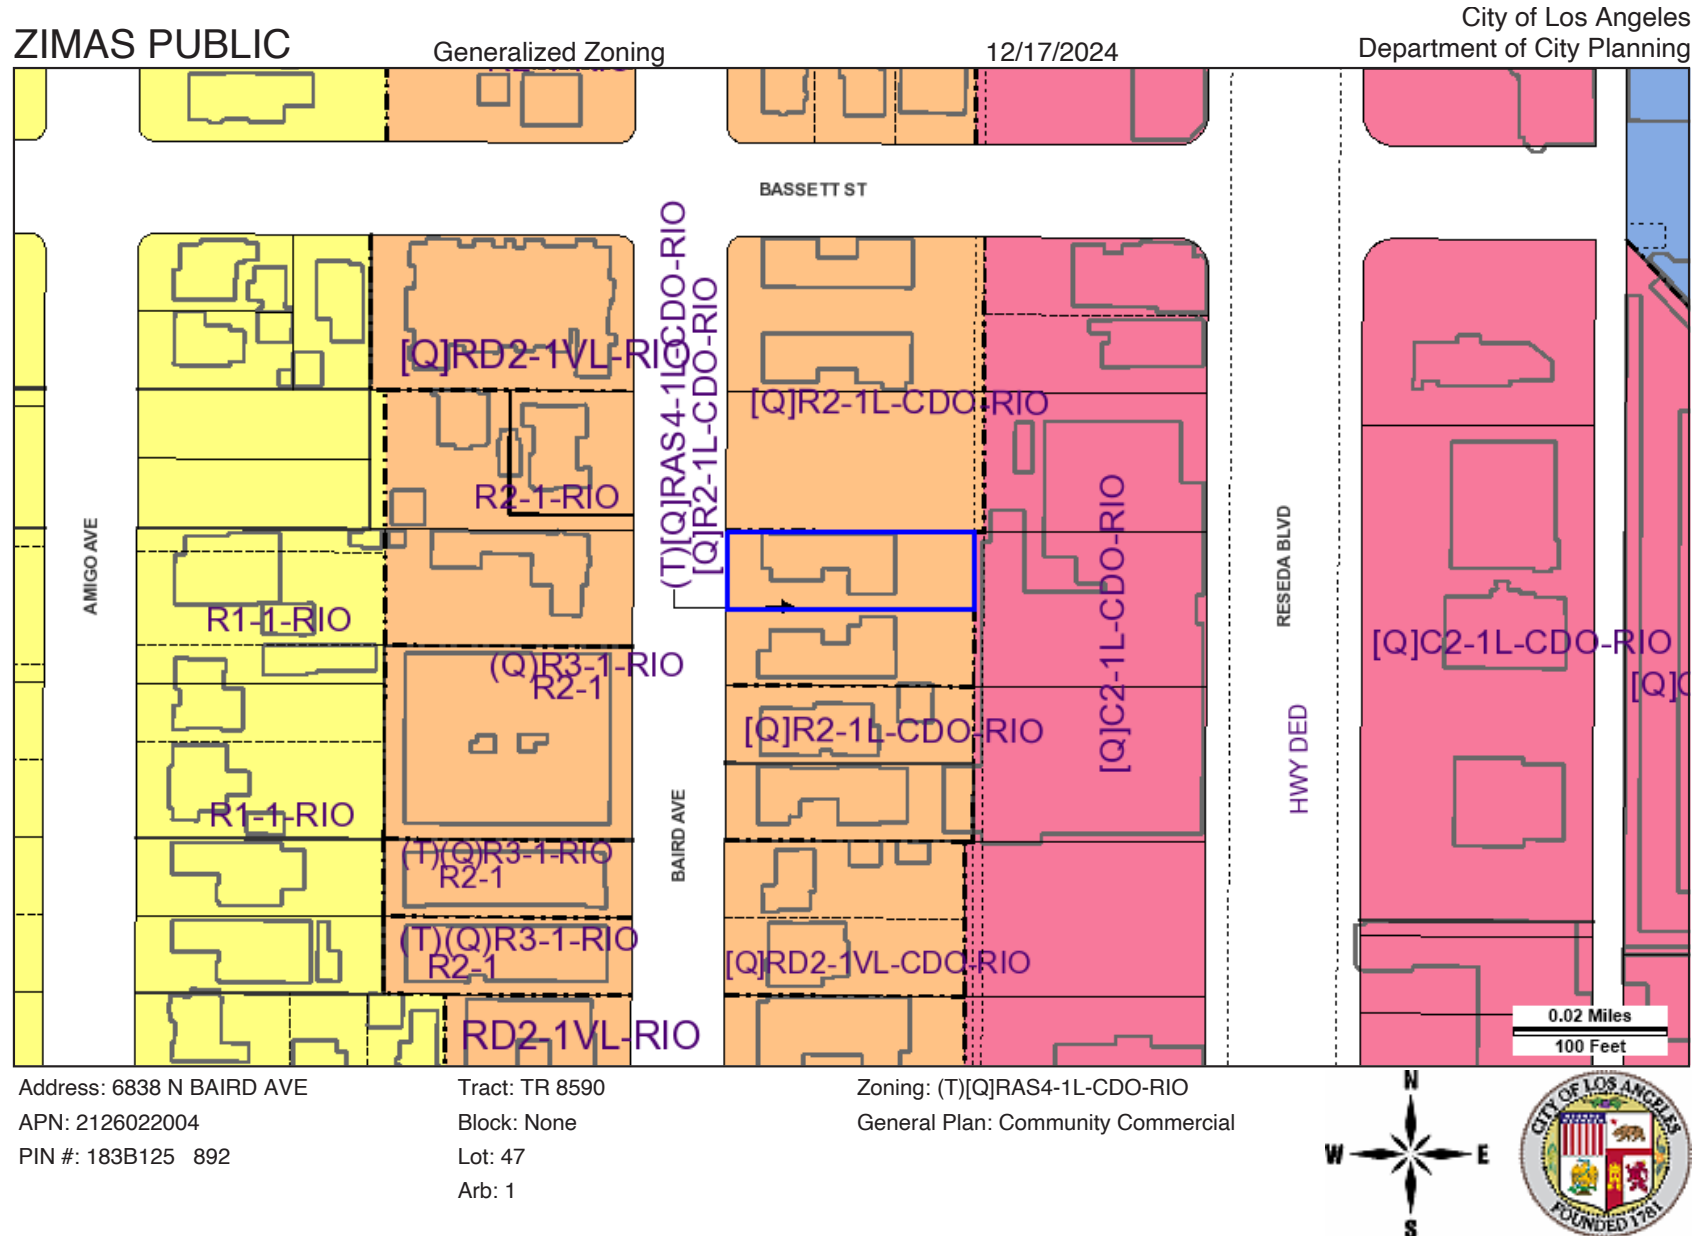 ZIMAS PUBLIC
Generalized Zoning
12/17/2024
City of Los Angeles
Department of City Planning
BASSETT ST
(T)[Q]RAS4-1L-CDO-RIO
[Q]R2-1L-CDO-RIO
[Q]RD2-1VL-RIO
[Q]R2-1L-CDO-RIO
R2-1-RIO
AMIGO AVE
RESEDA BLVD
[Q]C2-1L-CDO-RIO
R1-1-RIO
(Q)R3-1-RIO
R2-1
[Q]C2-1L-CDO-RIO
[Q]C
[Q]R2-1L-CDO-RIO
HWY DED
R1-1-RIO
BAIRD AVE
(T)(Q)R3-1-RIO
R2-1
(T)(Q)R3-1-RIO
R2-1
[Q]RD2-1VL-CDO-RIO
RD2-1VL-RIO
0.02 Miles
100 Feet
Address: 6838 N BAIRD AVE
APN: 2126022004
PIN #: 183B125 892
Tract: TR 8590
Block: None
Lot: 47
Arb: 1
Zoning: (T)[Q]RAS4-1L-CDO-RIO
General Plan: Community Commercial
N
W
E
S
CITY OF LOS ANGELES
FOUNDED 1781